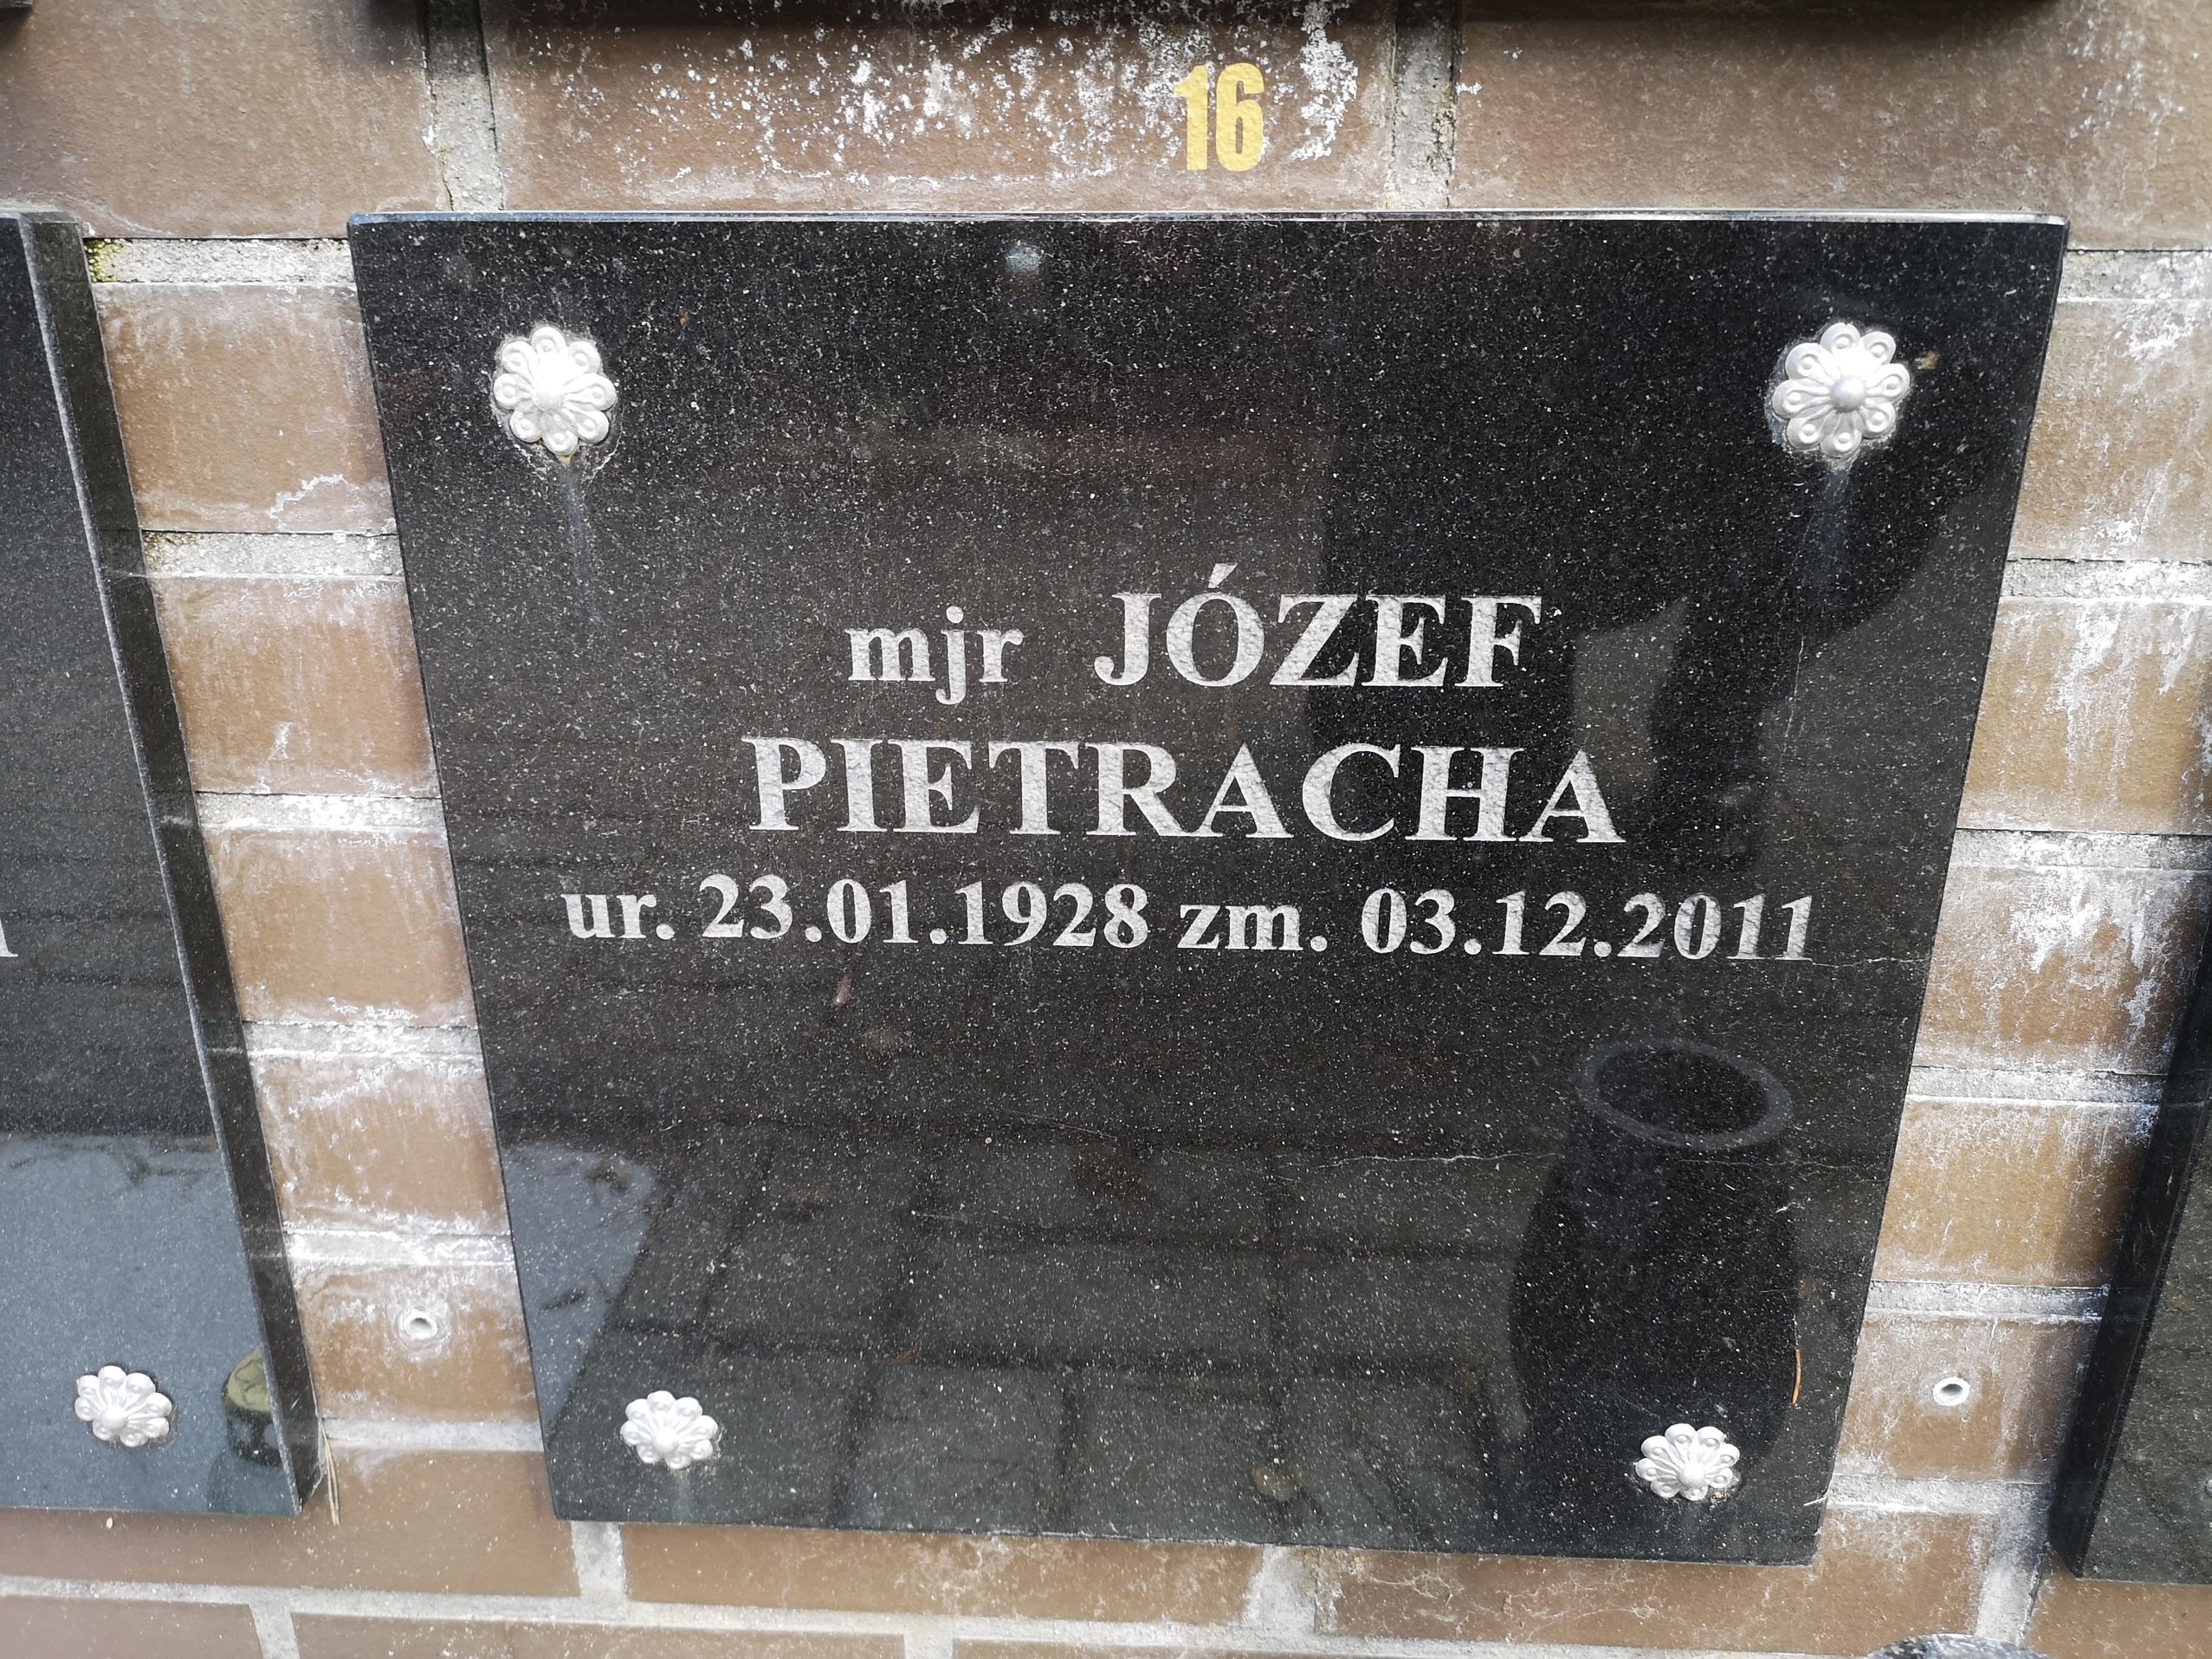 16
mjr JÓZEF
PIETRACHA
ur. 23.01.1928 zm. 03.12.2011